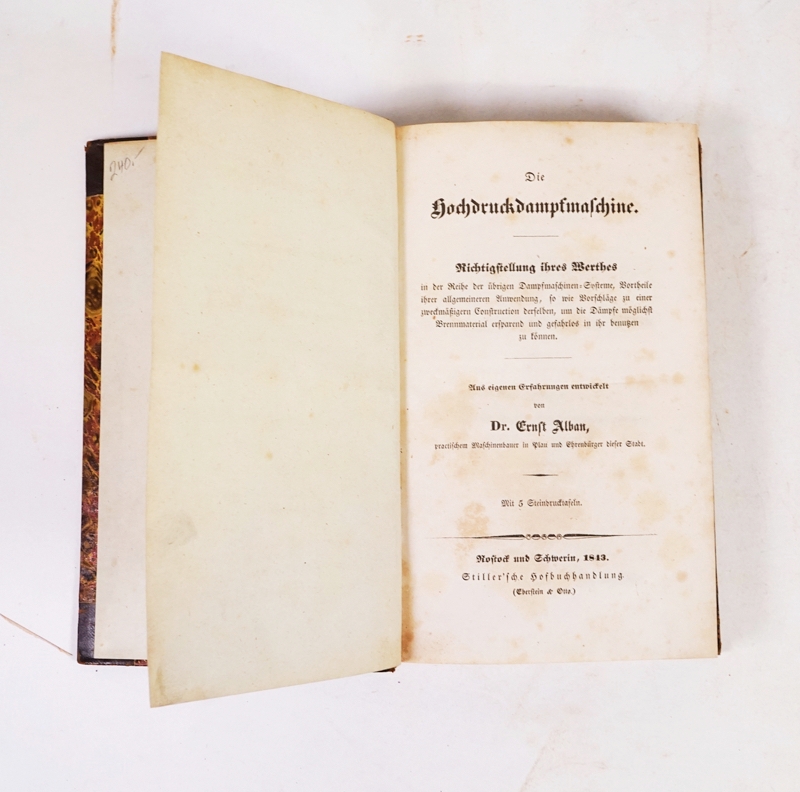 240.-
Die
Hochdruckdampfmaschine.
Richtigstellung ihres Werthes
in der Reihe der übrigen Dampfmaschinen-Systeme, Vortheile
ihrer allgemeineren Anwendung, so wie Vorschläge zu einer
zweckmäßigern Construction derselben, um die Dämpfe möglichst
Brennmaterial ersparend und gefahrlos in ihr benutzen
zu können.
Aus eigenen Erfahrungen entwickelt
von
Dr. Ernst Alban,
practischem Maschinenbauer in Plau und Ehrenbürger dieser Stadt.
Mit 5 Steindrucktafeln.
Rostock und Schwerin, 1843.
Stiller'sche Hofbuchhandlung
(Eberstein & Otto.)